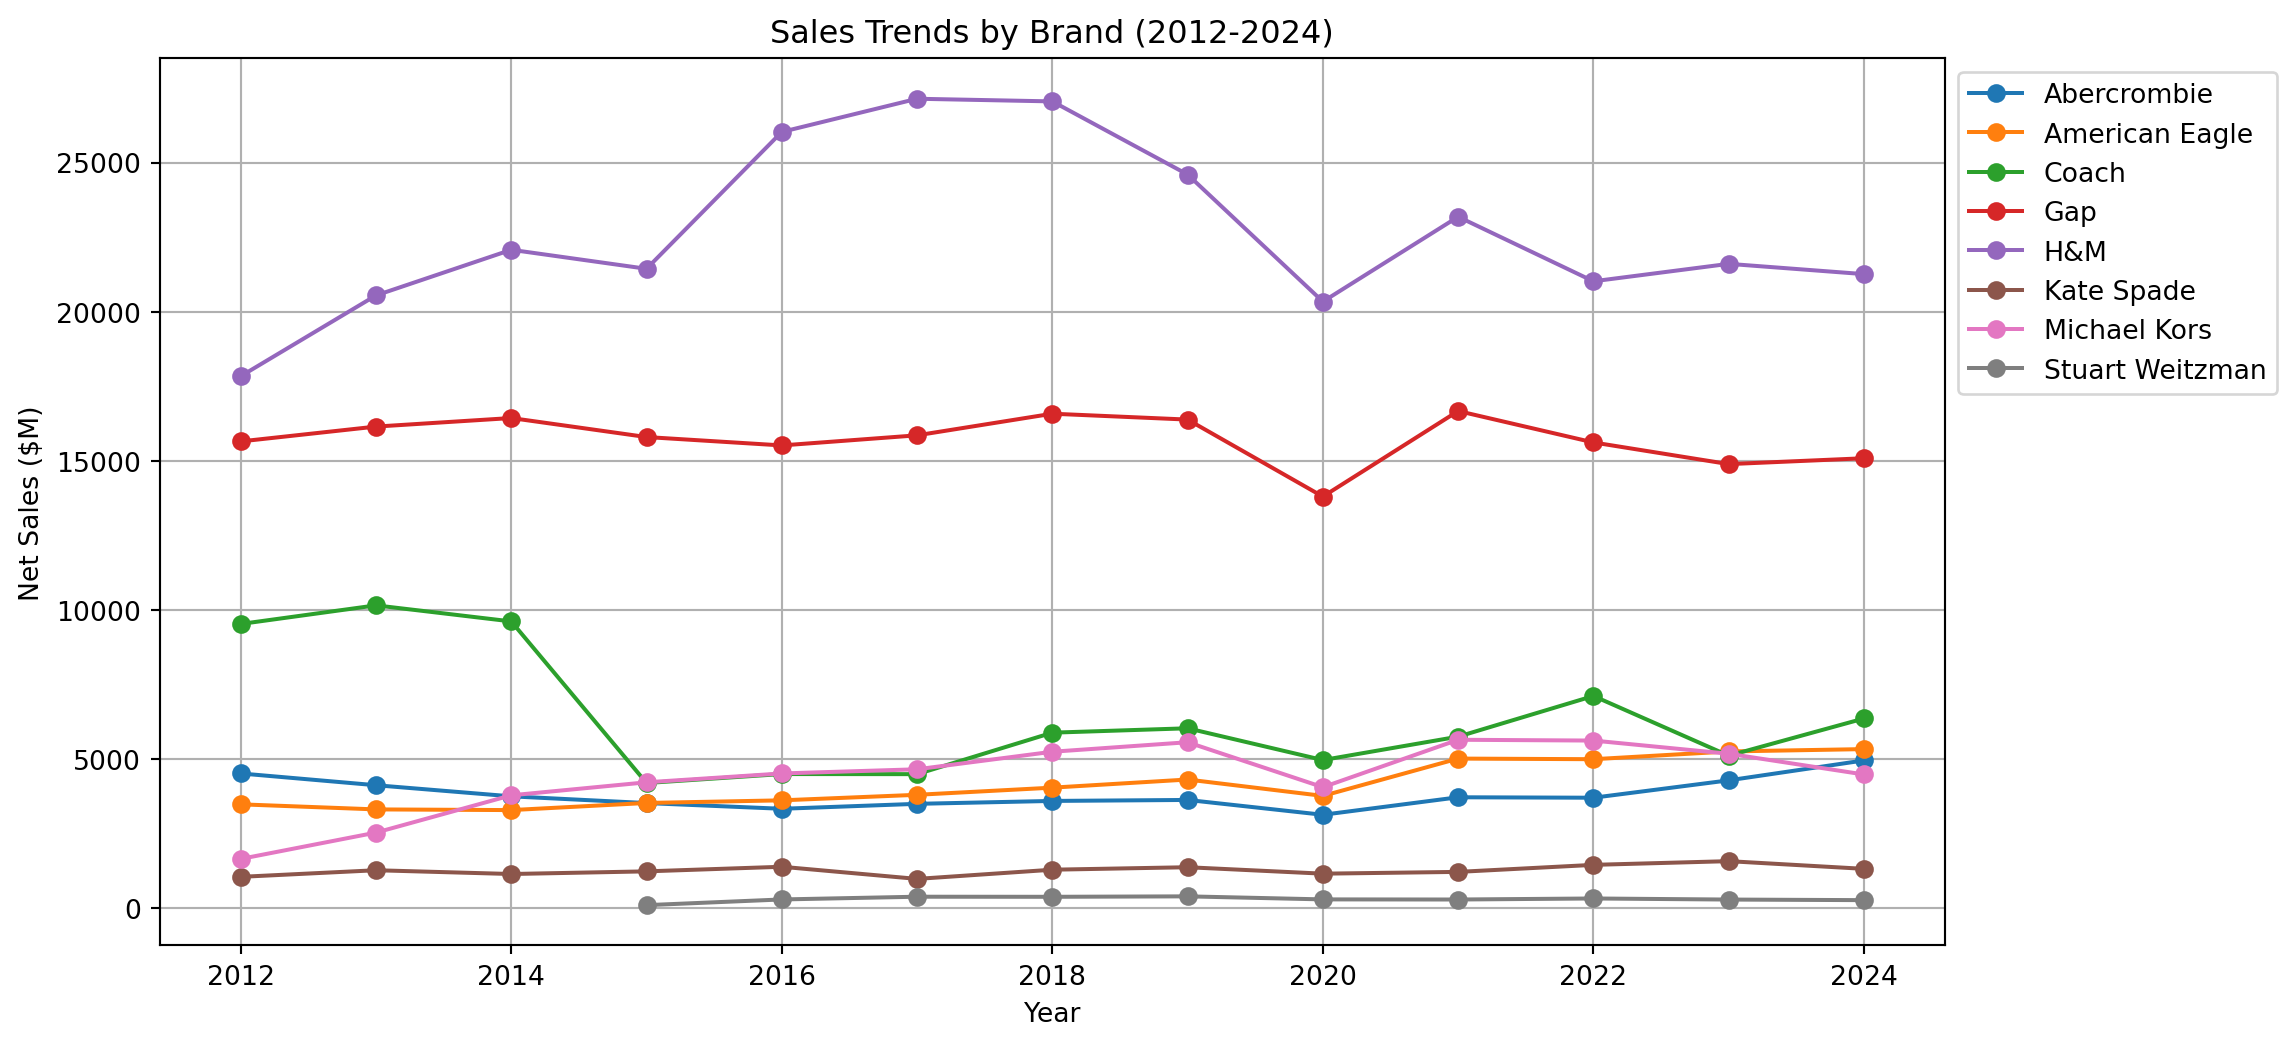 Sales Trends by Brand (2012-2024)
Net Sales ($M)
25000
20000
15000
10000
5000
0
2012 2014 2016 2018 2020 2022 2024
Year
Abercrombie
American Eagle
Coach
Gap
H&M
Kate Spade
Michael Kors
Stuart Weitzman